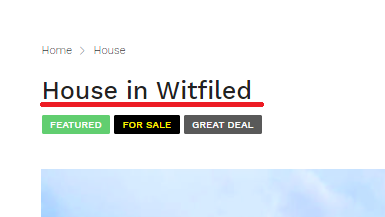 Home > House
House in Witfiled
FEATURED FOR SALE GREAT DEAL